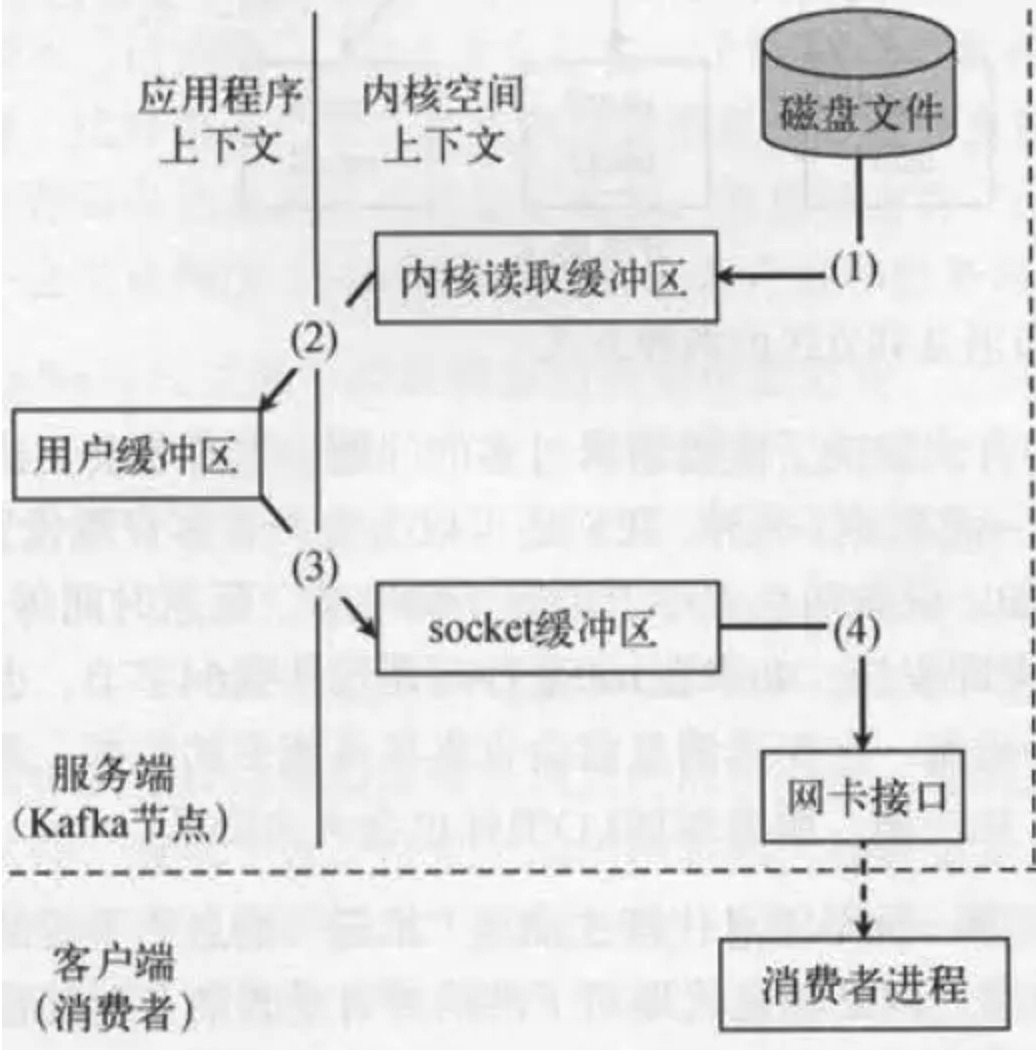 应用程序
上下文
内核空间
上下文
磁盘文件
内核读取缓冲区
(1)
(2)
用户缓冲区
(3)
socket缓冲区
(4)
服务端
(Kafka节点)
网卡接口
客户端
(消费者)
消费者进程